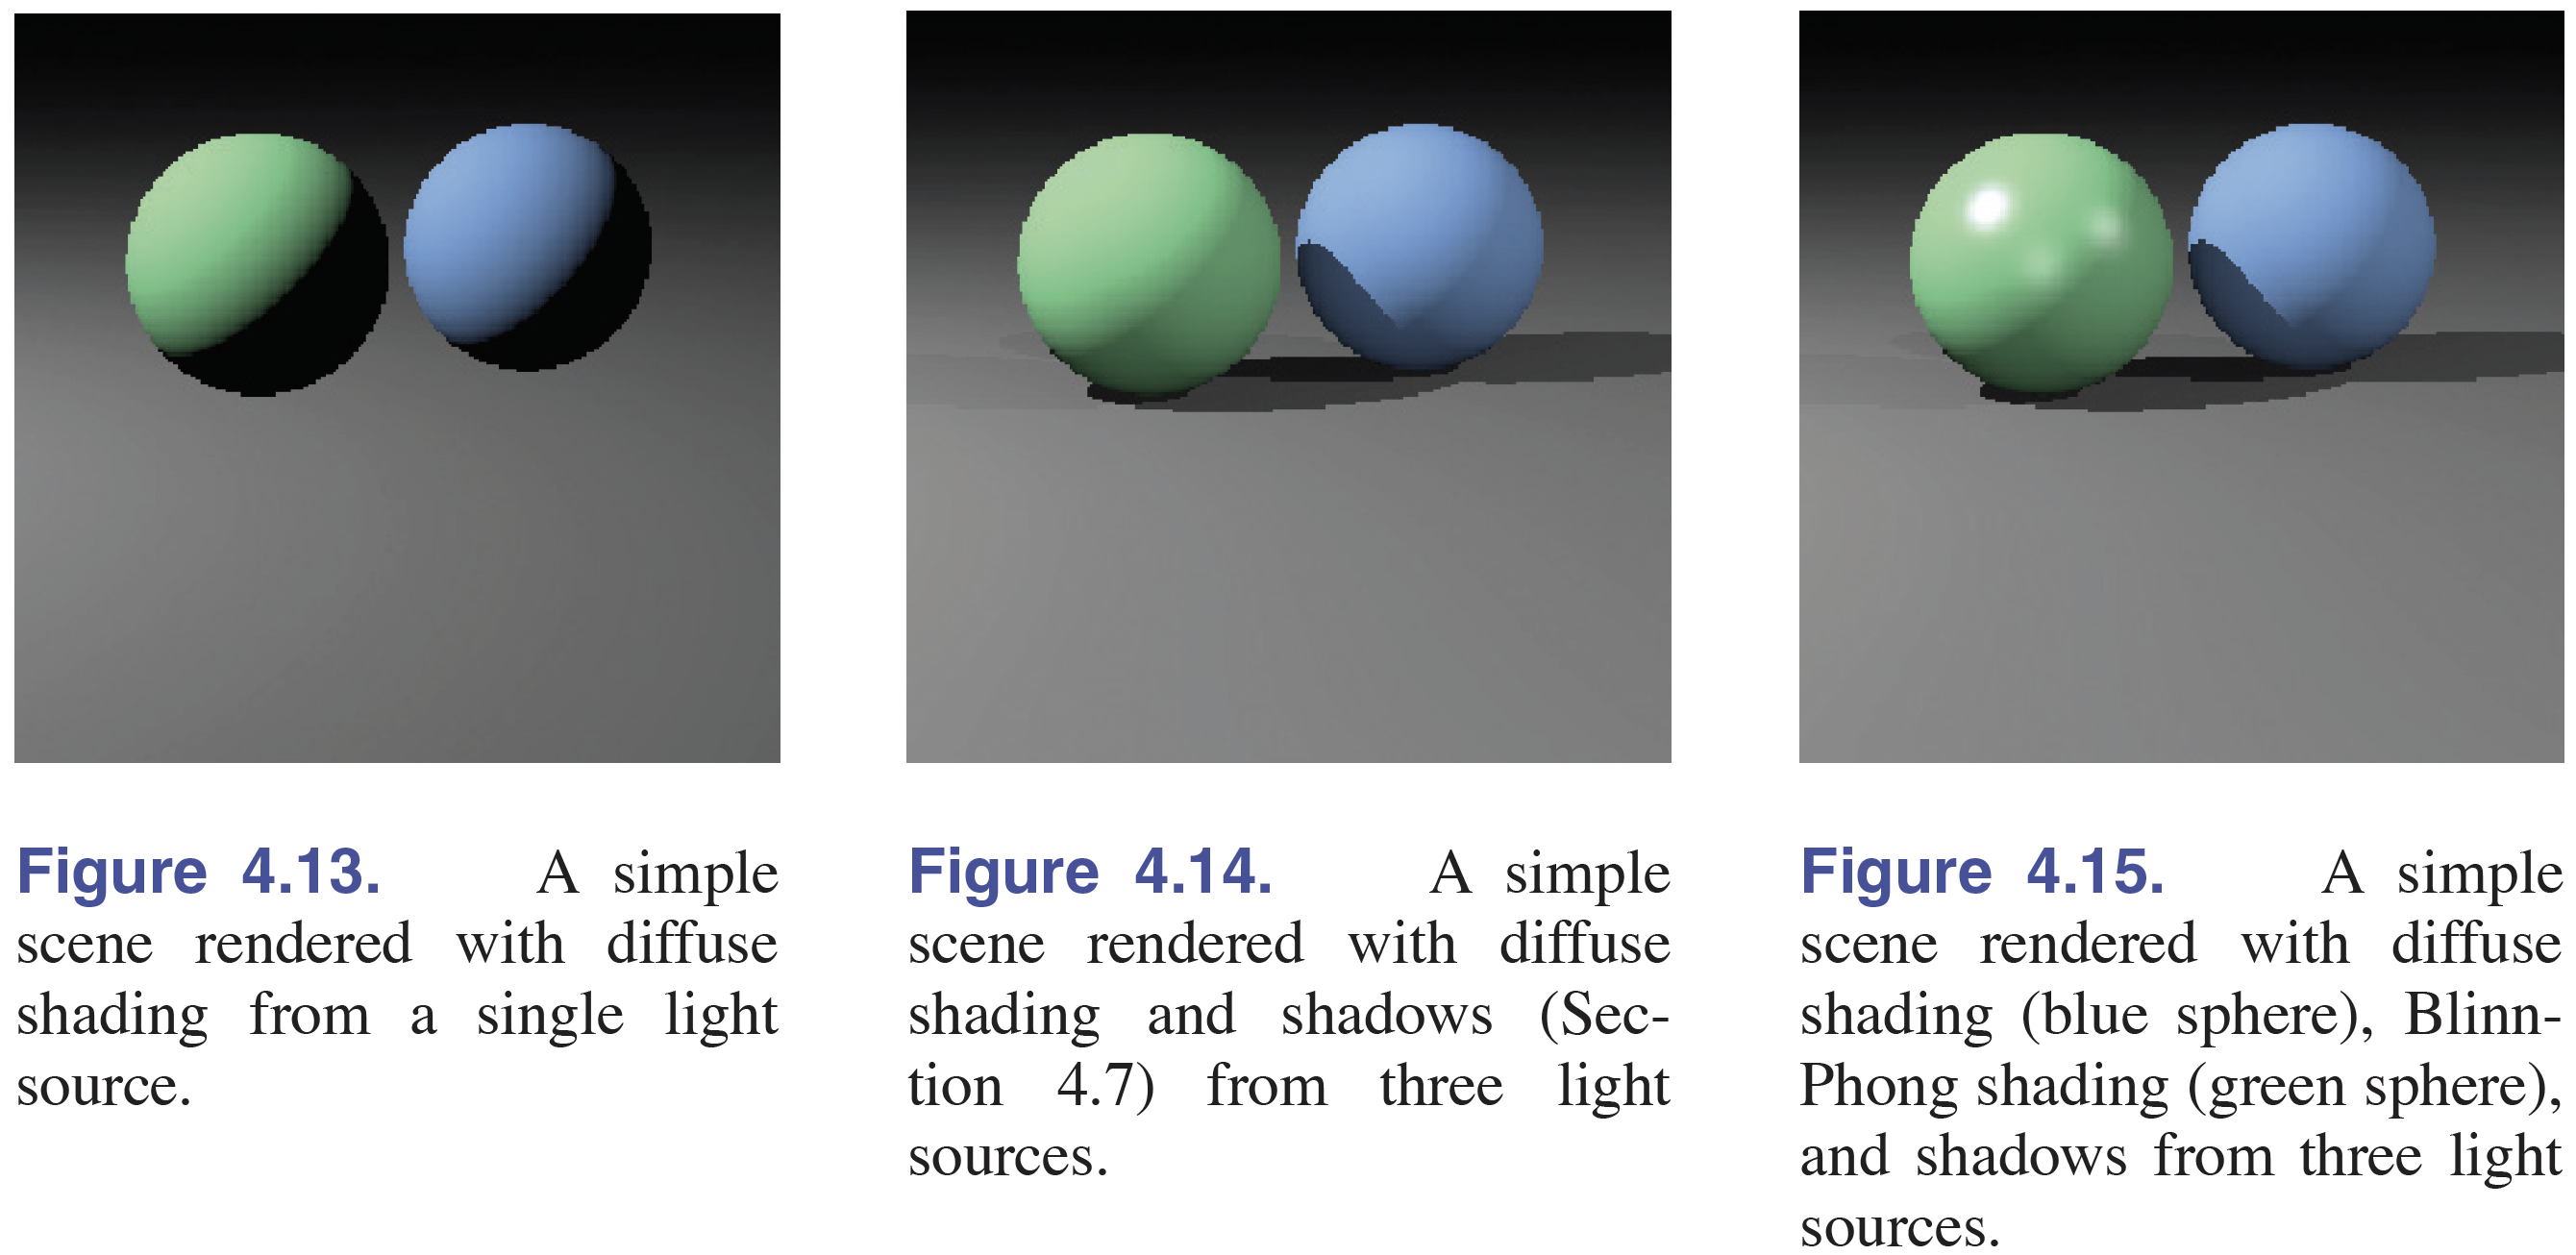 Figure 4.13. A simple
scene rendered with diffuse
shading from a single light
source.
Figure 4.14. A simple
scene rendered with diffuse
shading and shadows (Sec-
tion 4.7) from three light
sources.
Figure 4.15. A simple
scene rendered with diffuse
shading (blue sphere), Blinn-
Phong shading (green sphere),
and shadows from three light
sources.